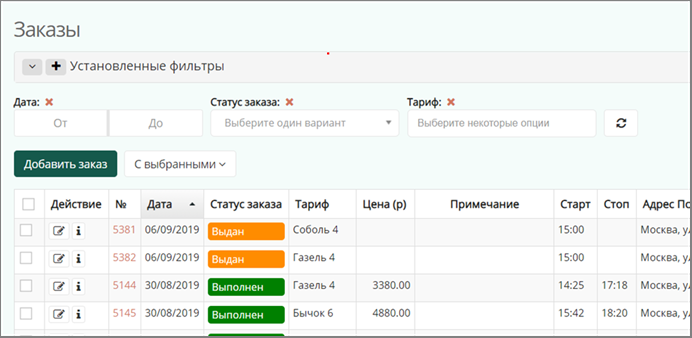 Заказы
Установленные фильтры
Дата: Статус заказа: Тариф:
От До Выберите один вариант Выберите некоторые опции
Добавить заказ С выбранными
Действие № Дата Статус заказа Тариф Цена (р) Примечание Старт Стоп Адрес По
5381 06/09/2019 Выдан Соболь 4 15:00 Москва, ул
5382 06/09/2019 Выдан Газель 4 15:00 Москва, ул
5144 30/08/2019 Выполнен Газель 4 3380.00 14:25 17:18 Москва, ул
5145 30/08/2019 Выполнен Бычок 6 4880.00 15:42 18:20 Москва, ул